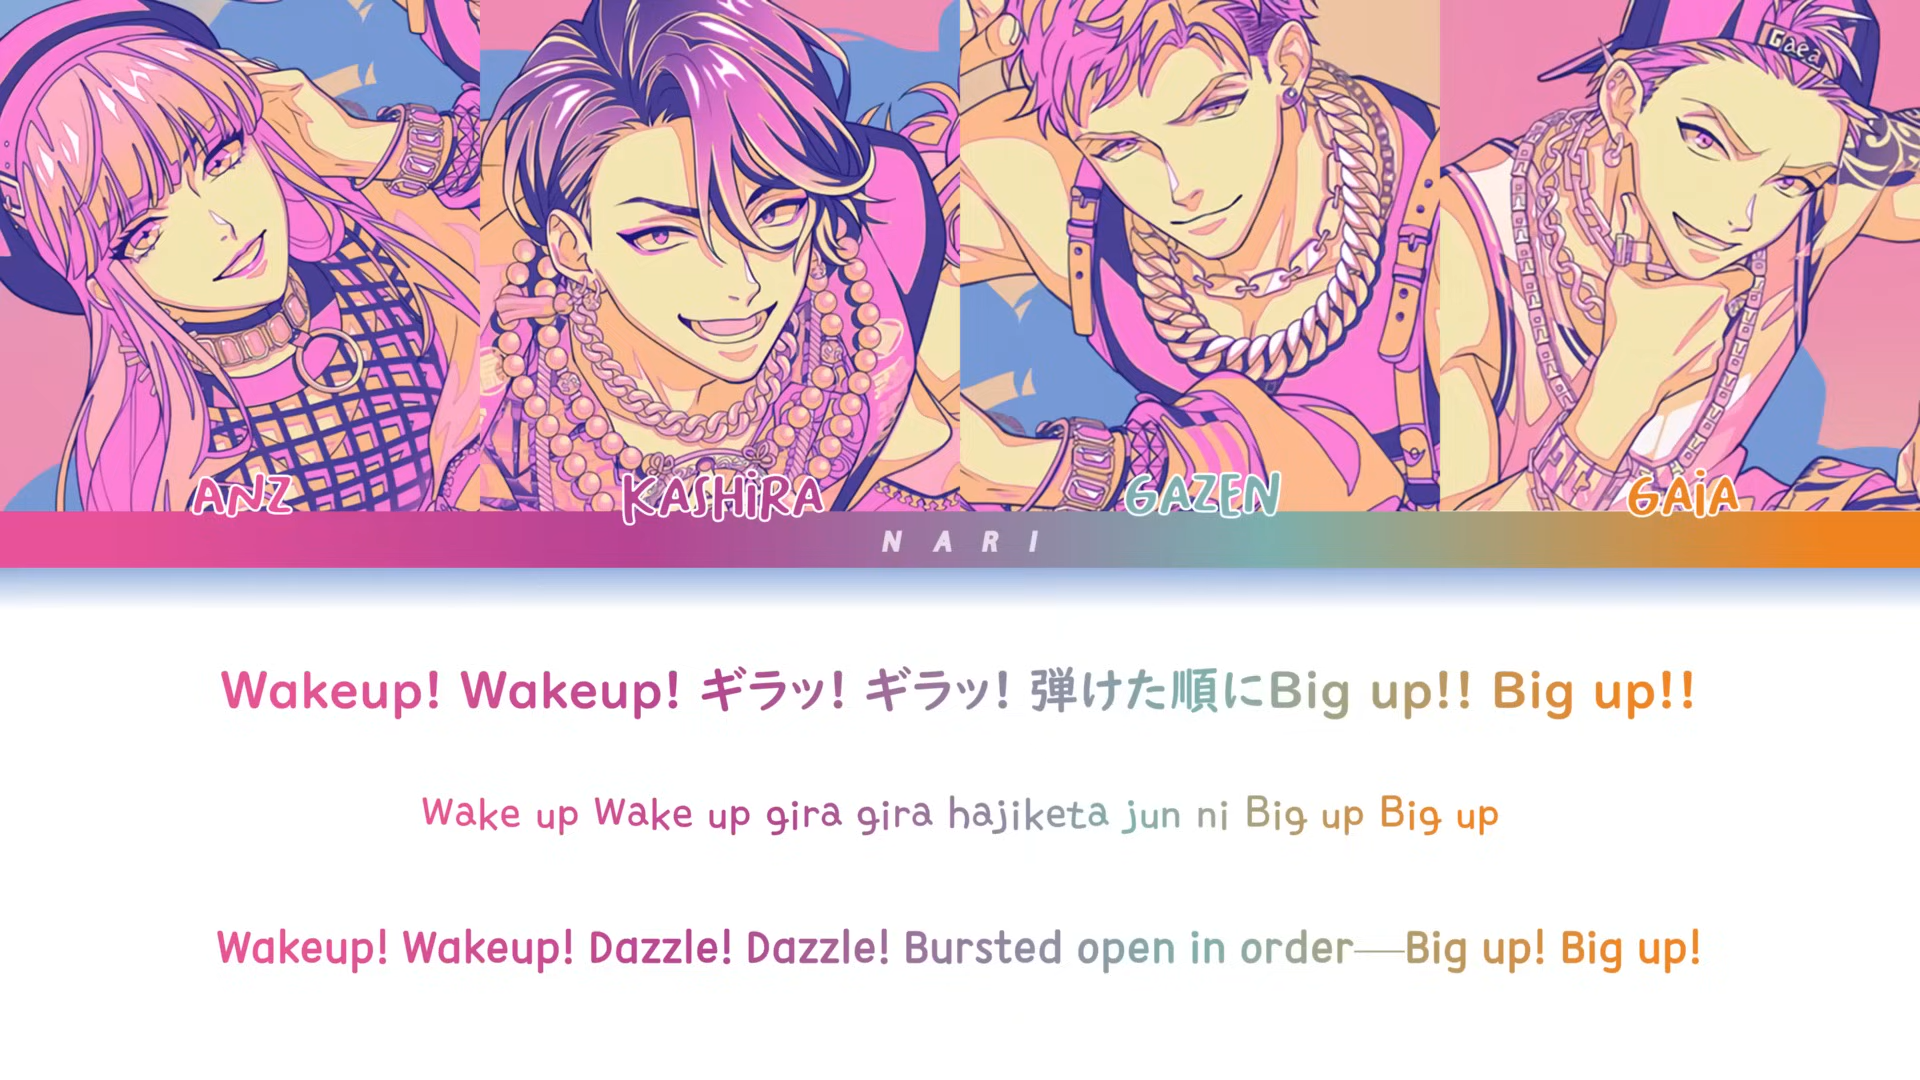 Gaea
ANZ KASHiRA GAZEN GAiA
NARI
Wakeup! Wakeup! ギラッ! ギラッ! 弾けた順にBig up!! Big up!!
Wake up Wake up gira gira hajiketa jun ni Big up Big up
Wakeup! Wakeup! Dazzle! Dazzle! Bursted open in order—Big up! Big up!